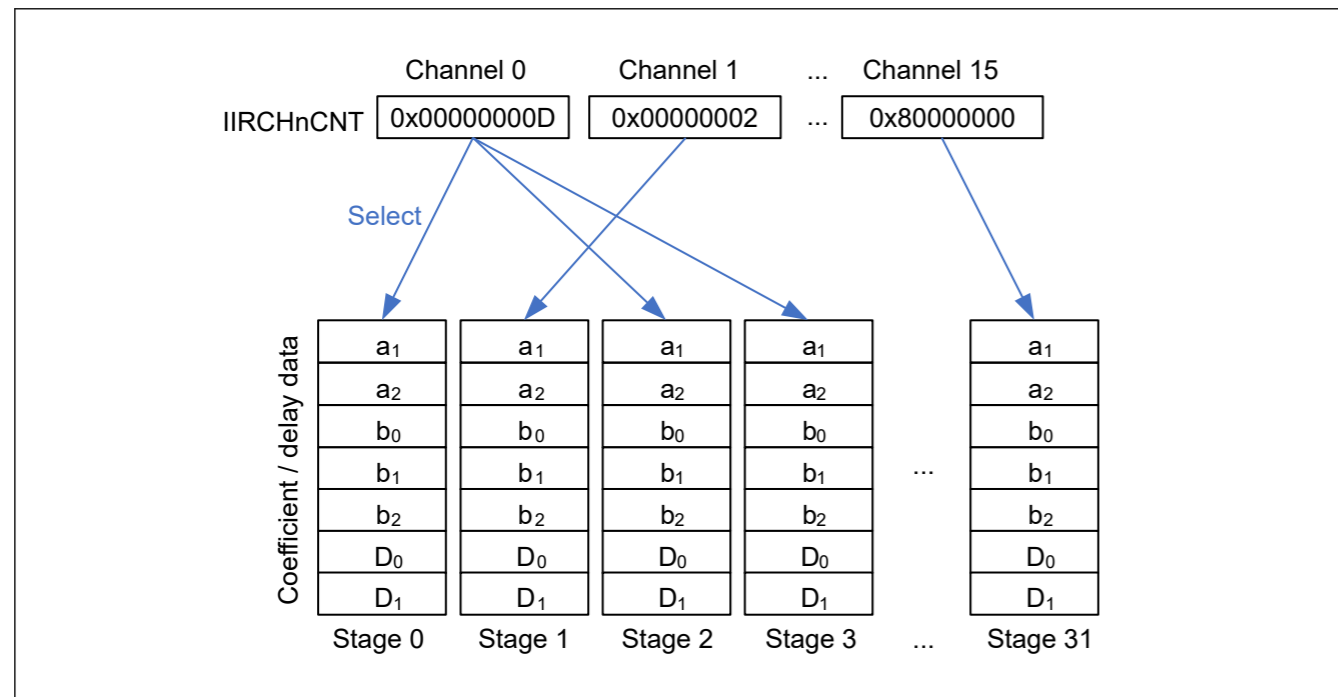 Channel 0 Channel 1 ... Channel 15
IIRCHnCNT 0x00000000D 0x00000002 ... 0x80000000
Select
Coefficient / delay data
a1 a1 a1 a1 a1
a2 a2 a2 a2 a2
b0 b0 b0 b0 b0
b1 b1 b1 b1 ... b1
b2 b2 b2 b2 b2
D0 D0 D0 D0 D0
D1 D1 D1 D1 D1
Stage 0 Stage 1 Stage 2 Stage 3 ... Stage 31